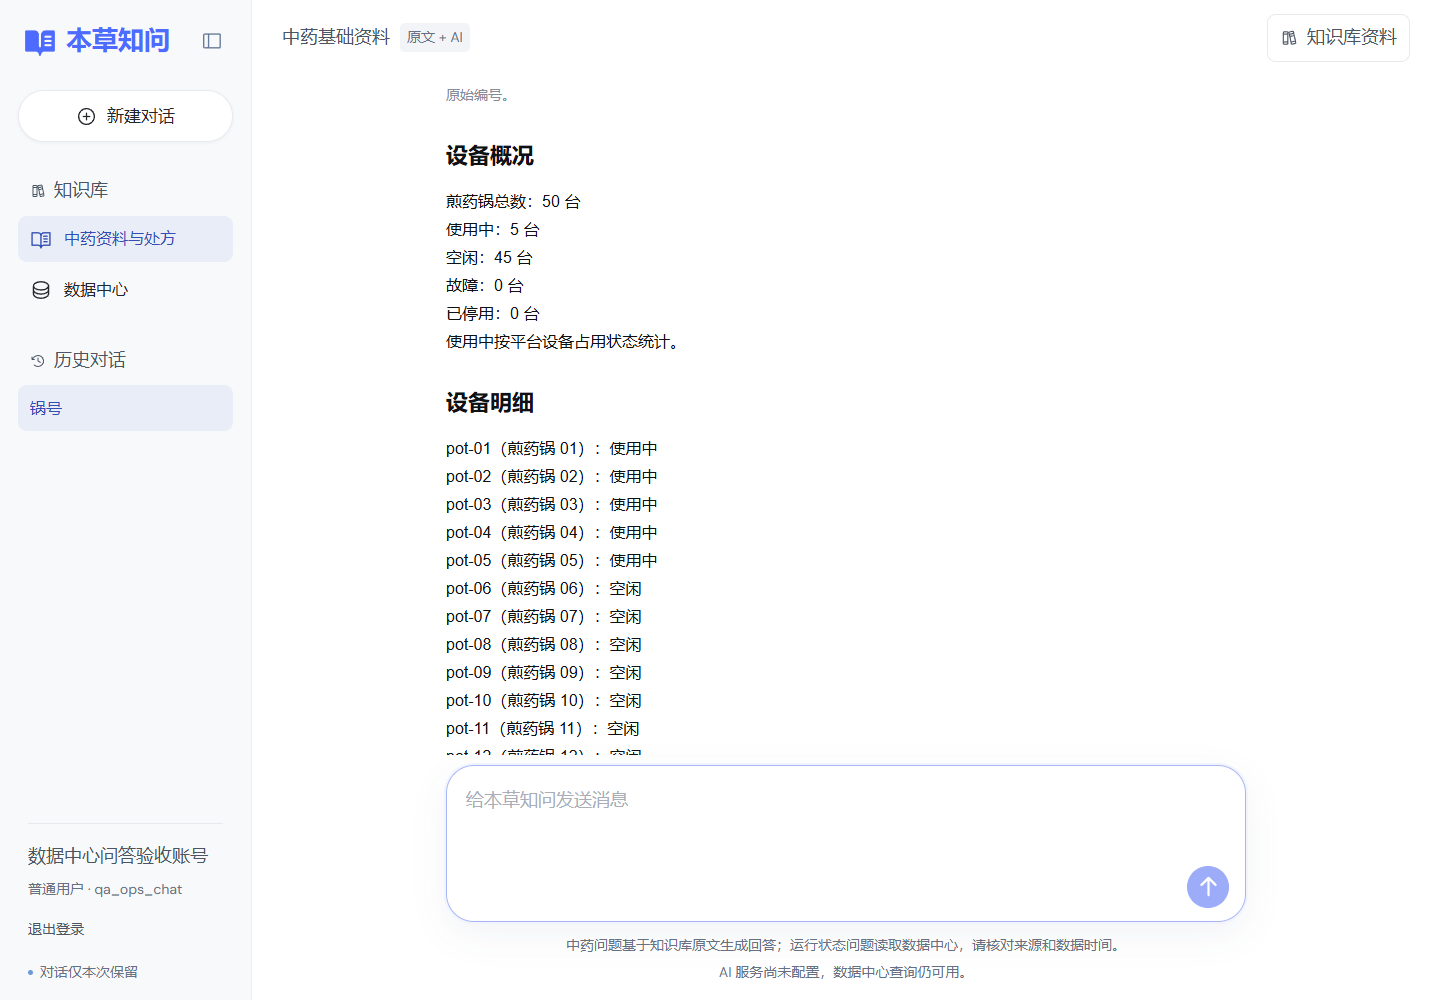 本草知问
新建对话
知识库
中药资料与处方
数据中心
历史对话
锅号
数据中心问答验收账号
普通用户 · qa_ops_chat
退出登录
对话仅本次保留
中药基础资料 原文 + AI
知识库资料
原始编号。
设备概况
煎药锅总数：50 台
使用中：5 台
空闲：45 台
故障：0 台
已停用：0 台
使用中按平台设备占用状态统计。
设备明细
pot-01（煎药锅 01）：使用中
pot-02（煎药锅 02）：使用中
pot-03（煎药锅 03）：使用中
pot-04（煎药锅 04）：使用中
pot-05（煎药锅 05）：使用中
pot-06（煎药锅 06）：空闲
pot-07（煎药锅 07）：空闲
pot-08（煎药锅 08）：空闲
pot-09（煎药锅 09）：空闲
pot-10（煎药锅 10）：空闲
pot-11（煎药锅 11）：空闲
pot-12（煎药锅 12）：空闲
给本草知问发送消息
中药问题基于知识库原文生成回答；运行状态问题读取数据中心，请核对来源和数据时间。
AI 服务尚未配置，数据中心查询仍可用。